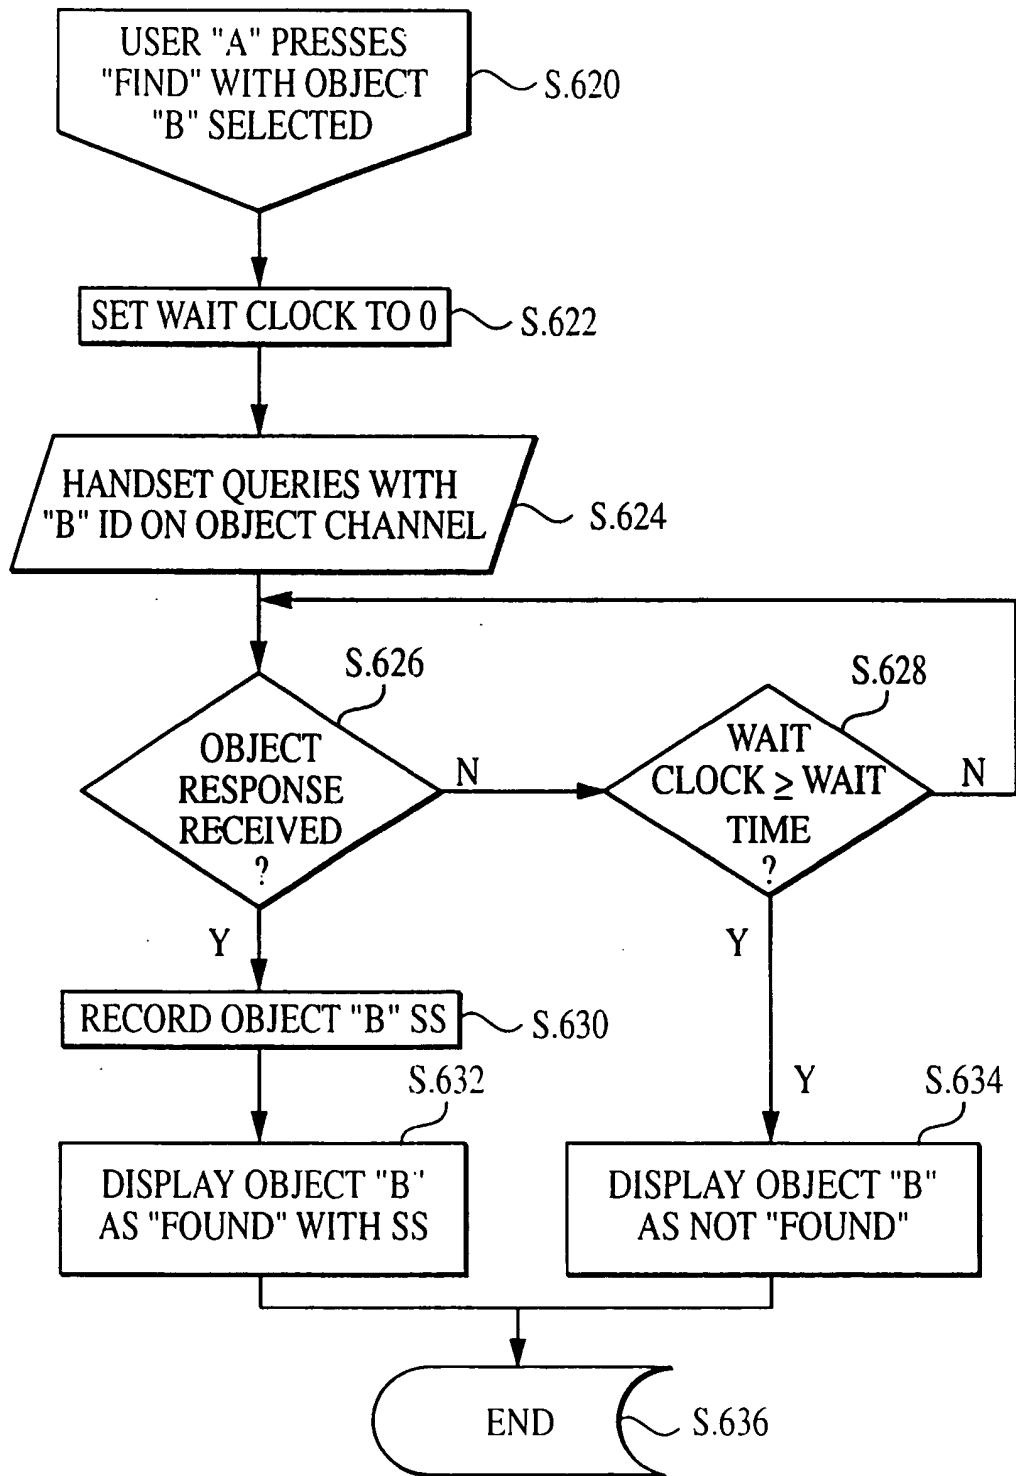 USER "A" PRESSES
"FIND" WITH OBJECT
"B" SELECTED
S.620
SET WAIT CLOCK TO 0
S.622
HANDSET QUERIES WITH
"B" ID ON OBJECT CHANNEL
S.624
S.626
OBJECT
RESPONSE
RECEIVED
?
N
S.628
WAIT
CLOCK ≥ WAIT
TIME
?
N
Y
Y
RECORD OBJECT "B" SS
S.630
Y
S.632
DISPLAY OBJECT "B"
AS "FOUND" WITH SS
S.634
DISPLAY OBJECT "B"
AS NOT "FOUND"
END
S.636